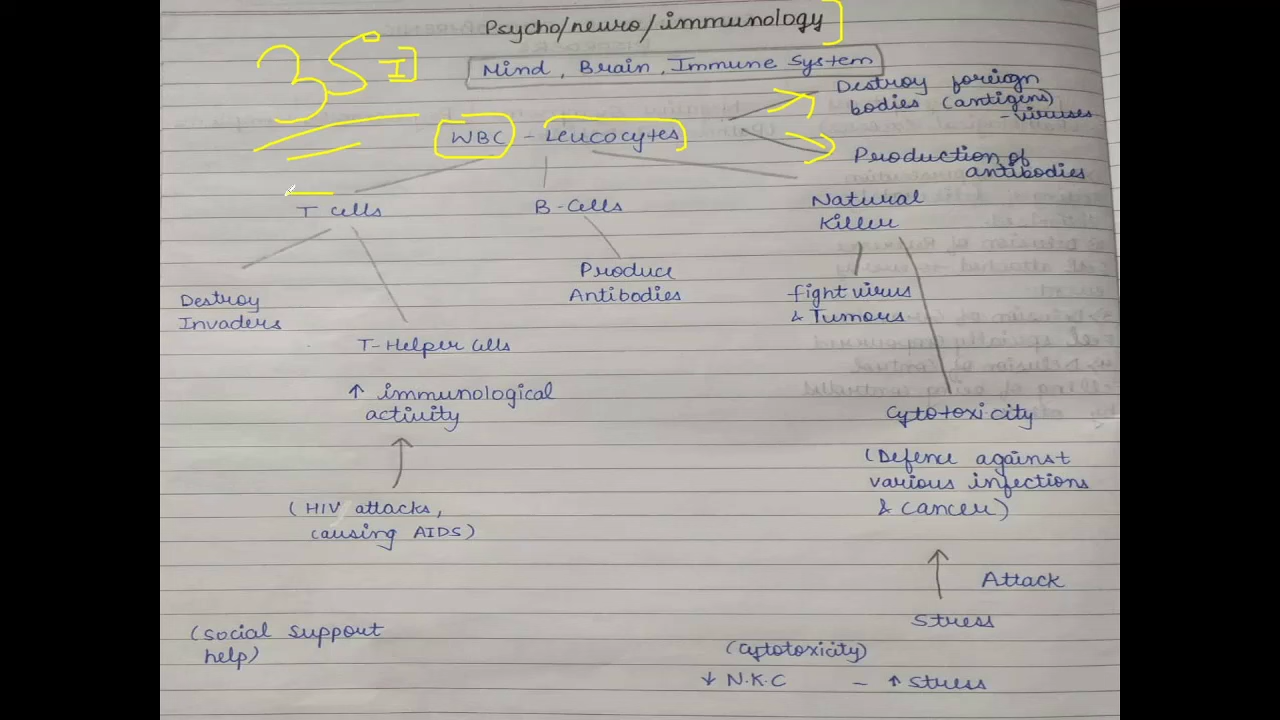 Psycho/neuro/immunology
35
I
Mind, Brain, Immune System
Destroy foreign
bodies (antigens)
- viruses
WBC - Leucocytes
Production of
antibodies
T cells
B-Cells
Natural
Killer
Destroy
Invaders
Produce
Antibodies
fight virus
& Tumours
T-Helper cells
↑ immunological
activity
Cytotoxicity
(Defence against
various infections
& cancer)
(HIV attacks,
causing AIDS)
Attack
Stress
(Social support
help)
(Cytotoxicity)
↓ N.K.C - ↑ Stress